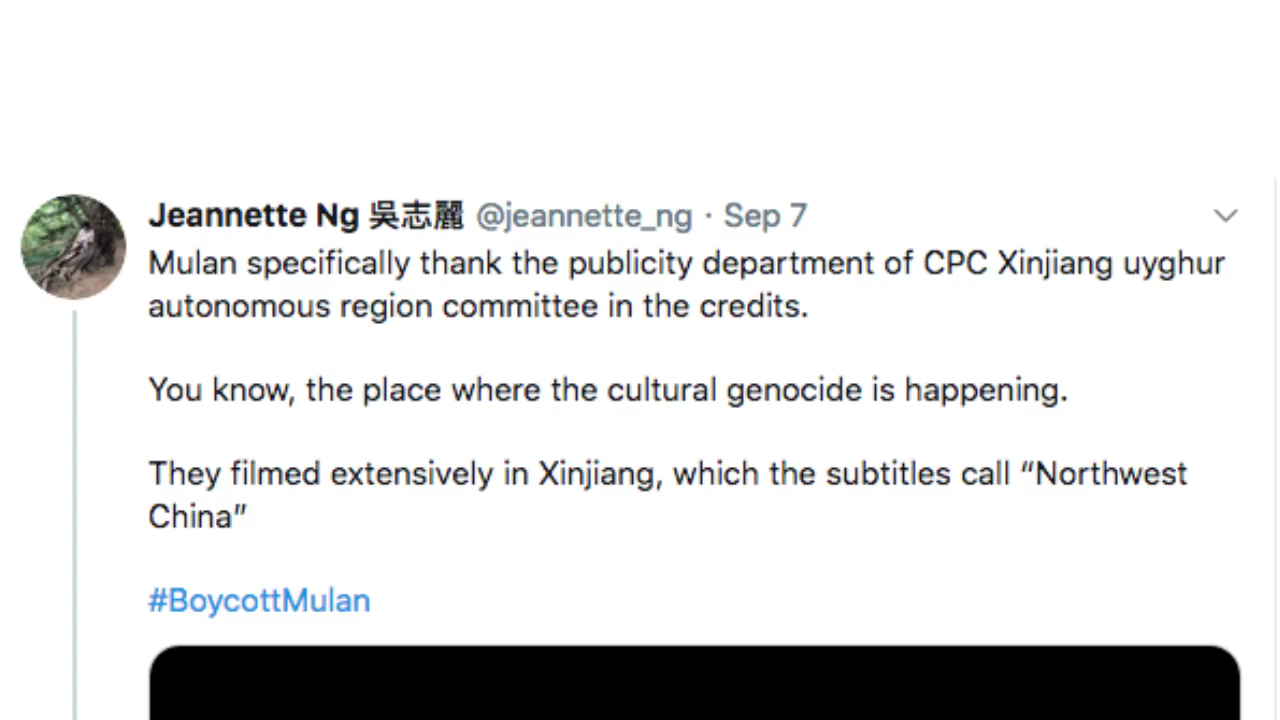 Jeannette Ng 吳志麗 @jeannette_ng · Sep 7
Mulan specifically thank the publicity department of CPC Xinjiang uyghur
autonomous region committee in the credits.
You know, the place where the cultural genocide is happening.
They filmed extensively in Xinjiang, which the subtitles call “Northwest
China”
#BoycottMulan